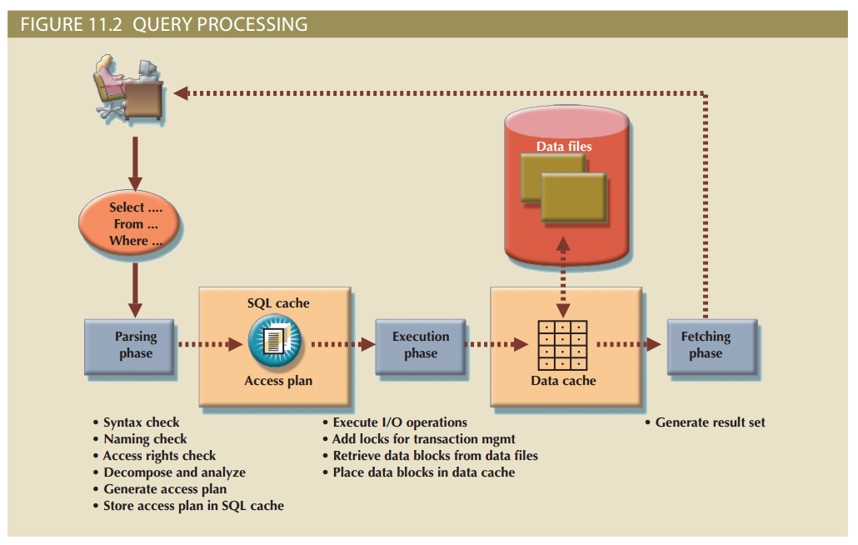 FIGURE 11.2 QUERY PROCESSING
Data files
Select ....
From ...
Where ...
SQL cache
Parsing
phase
Access plan
Execution
phase
Data cache
Fetching
phase
• Syntax check
• Naming check
• Access rights check
• Decompose and analyze
• Generate access plan
• Store access plan in SQL cache
• Execute I/O operations
• Add locks for transaction mgmt
• Retrieve data blocks from data files
• Place data blocks in data cache
• Generate result set